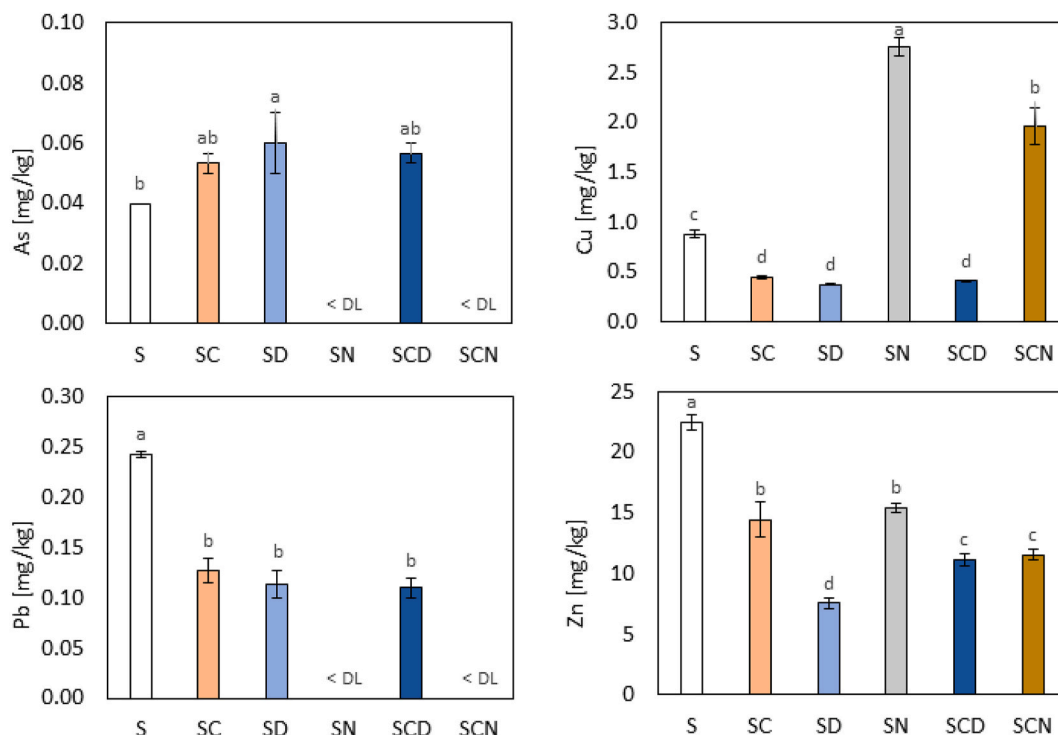 As [mg/kg]
0.10
0.08
0.06
0.04
0.02
0.00
b
ab
a
< DL
ab
< DL
S SC SD SN SCD SCN
Cu [mg/kg]
3.0
2.5
2.0
1.5
1.0
0.5
0.0
c
d
d
a
d
b
S SC SD SN SCD SCN
Pb [mg/kg]
0.30
0.25
0.20
0.15
0.10
0.05
0.00
a
b
b
< DL
b
< DL
S SC SD SN SCD SCN
Zn [mg/kg]
25
20
15
10
5
0
a
b
d
b
c
c
S SC SD SN SCD SCN